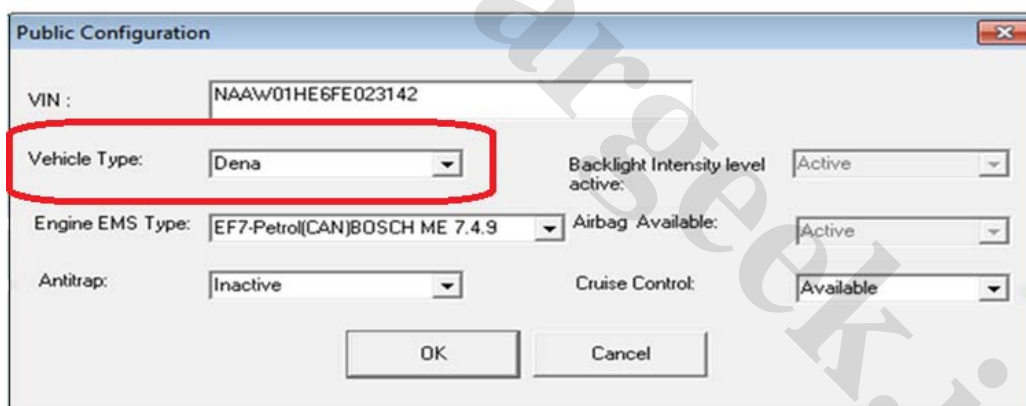 Public Configuration
VIN : NAAW01HE6FE023142
Vehicle Type: Dena Backlight Intensity level active: Active
Engine EMS Type: EF7-Petrol(CAN)BOSCH ME 7.4.9 Airbag Available: Active
Antitrap: Inactive Cruise Control: Available
OK Cancel